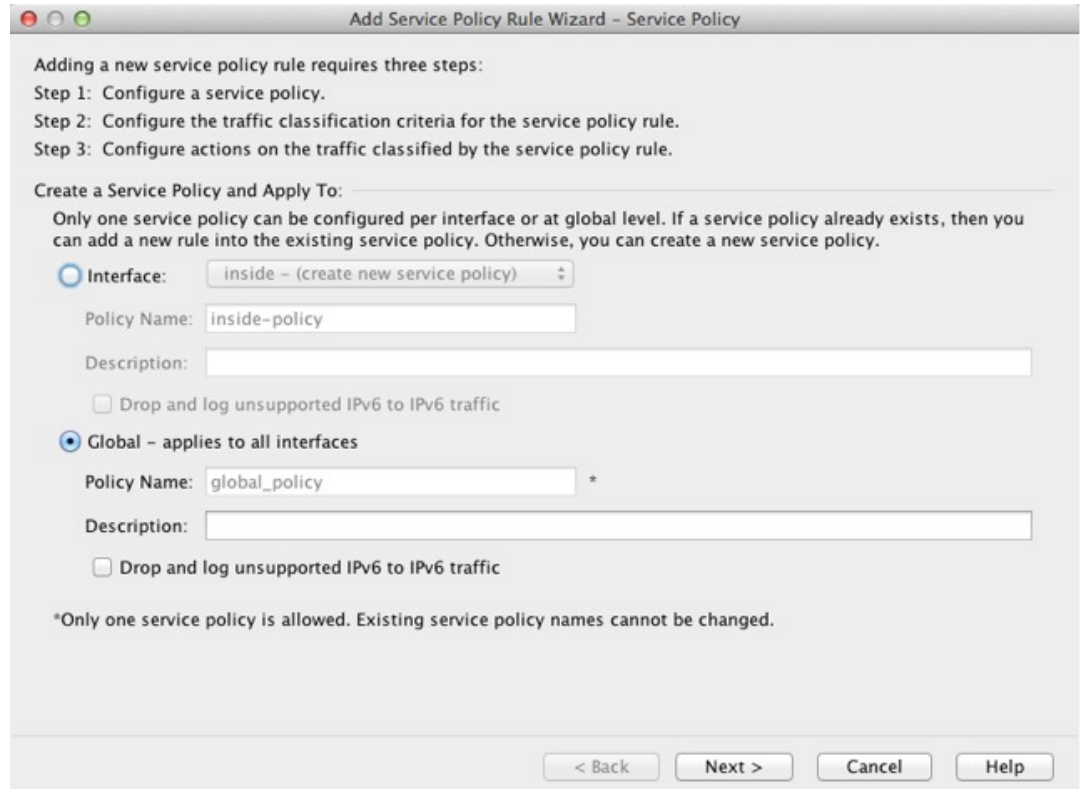 Add Service Policy Rule Wizard – Service Policy
Adding a new service policy rule requires three steps:
Step 1: Configure a service policy.
Step 2: Configure the traffic classification criteria for the service policy rule.
Step 3: Configure actions on the traffic classified by the service policy rule.
Create a Service Policy and Apply To:
Only one service policy can be configured per interface or at global level. If a service policy already exists, then you
can add a new rule into the existing service policy. Otherwise, you can create a new service policy.
Interface: inside – (create new service policy)
Policy Name: inside-policy
Description:
Drop and log unsupported IPv6 to IPv6 traffic
Global – applies to all interfaces
Policy Name: global_policy *
Description:
Drop and log unsupported IPv6 to IPv6 traffic
*Only one service policy is allowed. Existing service policy names cannot be changed.
< Back Next > Cancel Help